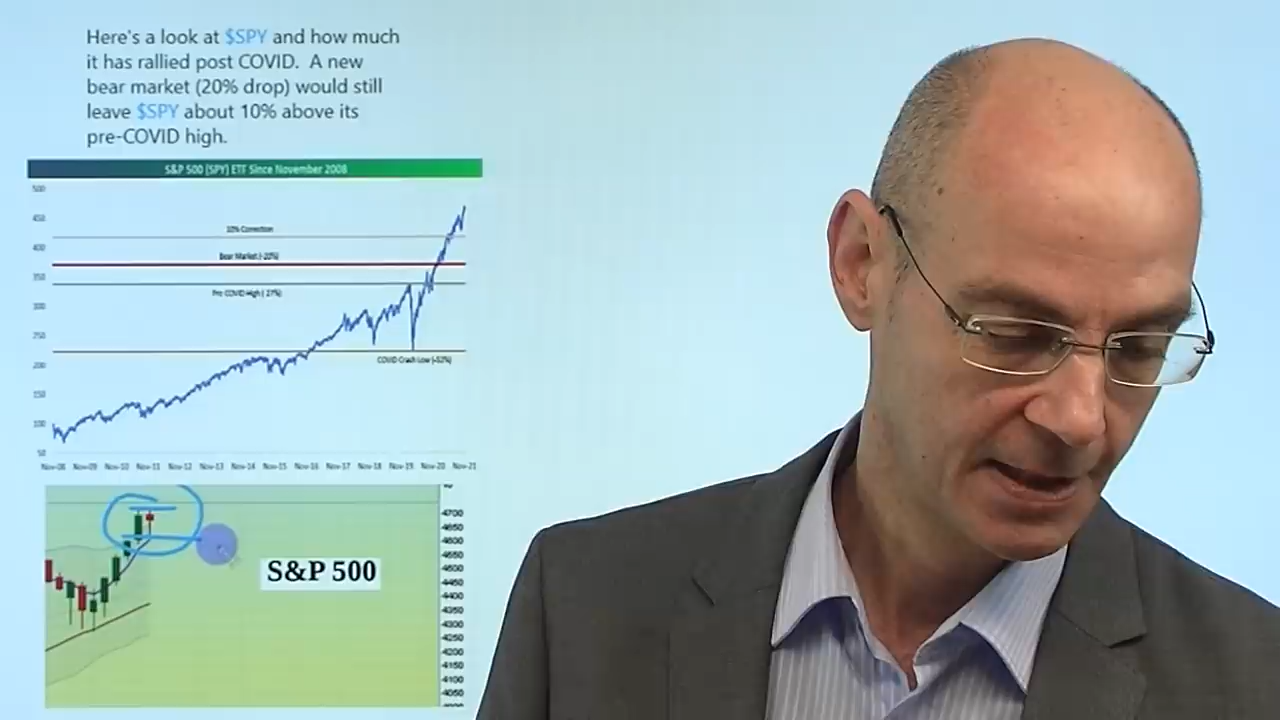 Here's a look at $SPY and how much
it has rallied post COVID. A new
bear market (20% drop) would still
leave $SPY about 10% above its
pre-COVID high.
S&P 500 (SPY) ETF Since November 2008
500
450
400
350
300
250
200
150
100
50
10% Correction
Bear Market (-20%)
Pre COVID High (-27%)
COVID Crash Low (-52%)
Nov-08 Nov-09 Nov-10 Nov-11 Nov-12 Nov-13 Nov-14 Nov-15 Nov-16 Nov-17 Nov-18 Nov-19 Nov-20 Nov-21
4700
4650
4600
4550
4500
4450
4400
4350
4300
4250
4200
4150
4100
4050
S&P 500